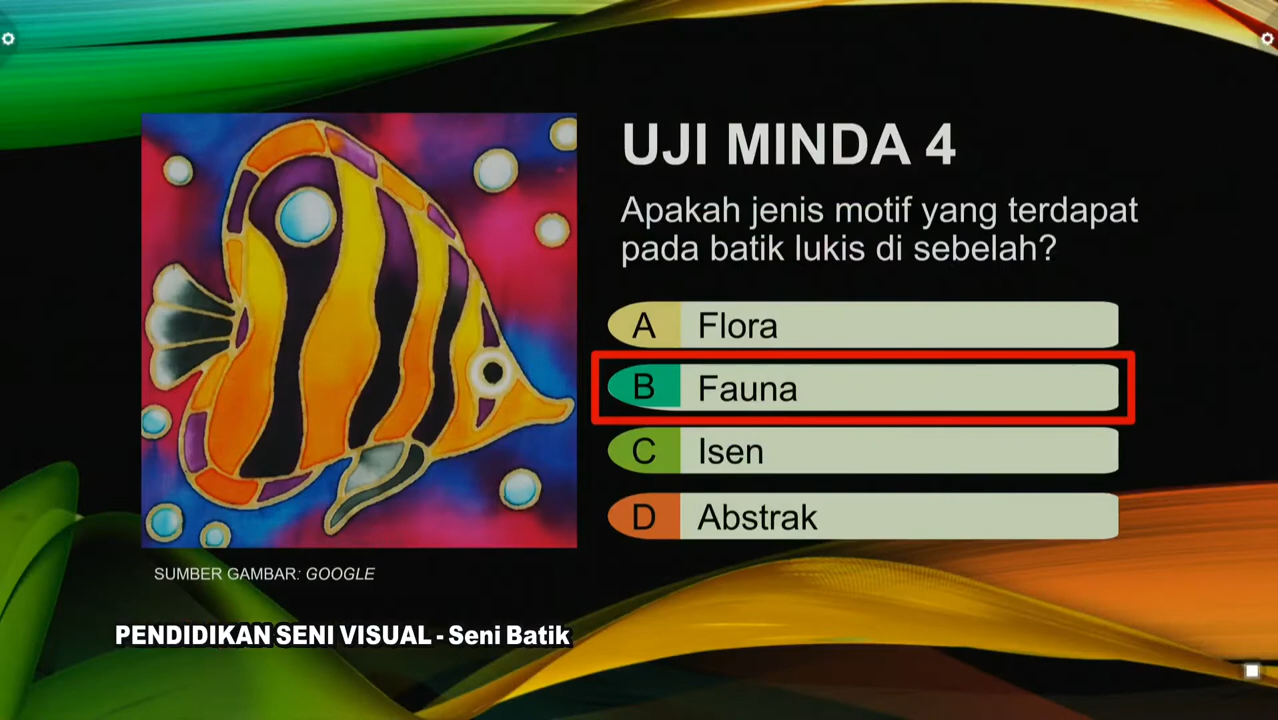 UJI MINDA 4
Apakah jenis motif yang terdapat
pada batik lukis di sebelah?
A Flora
B Fauna
C Isen
D Abstrak
SUMBER GAMBAR: GOOGLE
PENDIDIKAN SENI VISUAL - Seni Batik